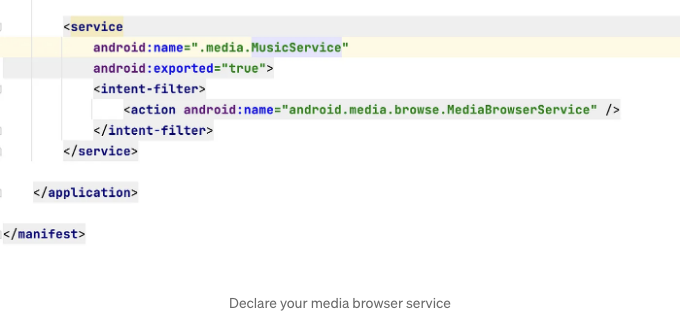 <service
android:name=".media.MusicService"
android:exported="true">
<intent-filter>
<action android:name="android.media.browse.MediaBrowserService" />
</intent-filter>
</service>
</application>
</manifest>
Declare your media browser service